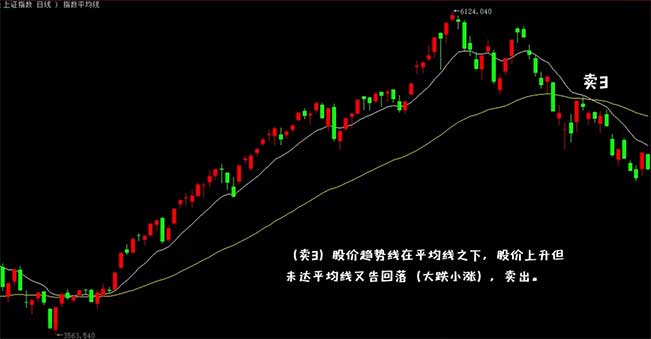 上证指数 日线 ) 指数平均线
←6124.040
卖3
(卖3) 股价趋势线在平均线之下，股价上升但
未达平均线又告回落（大跌小涨），卖出。
←3563.540